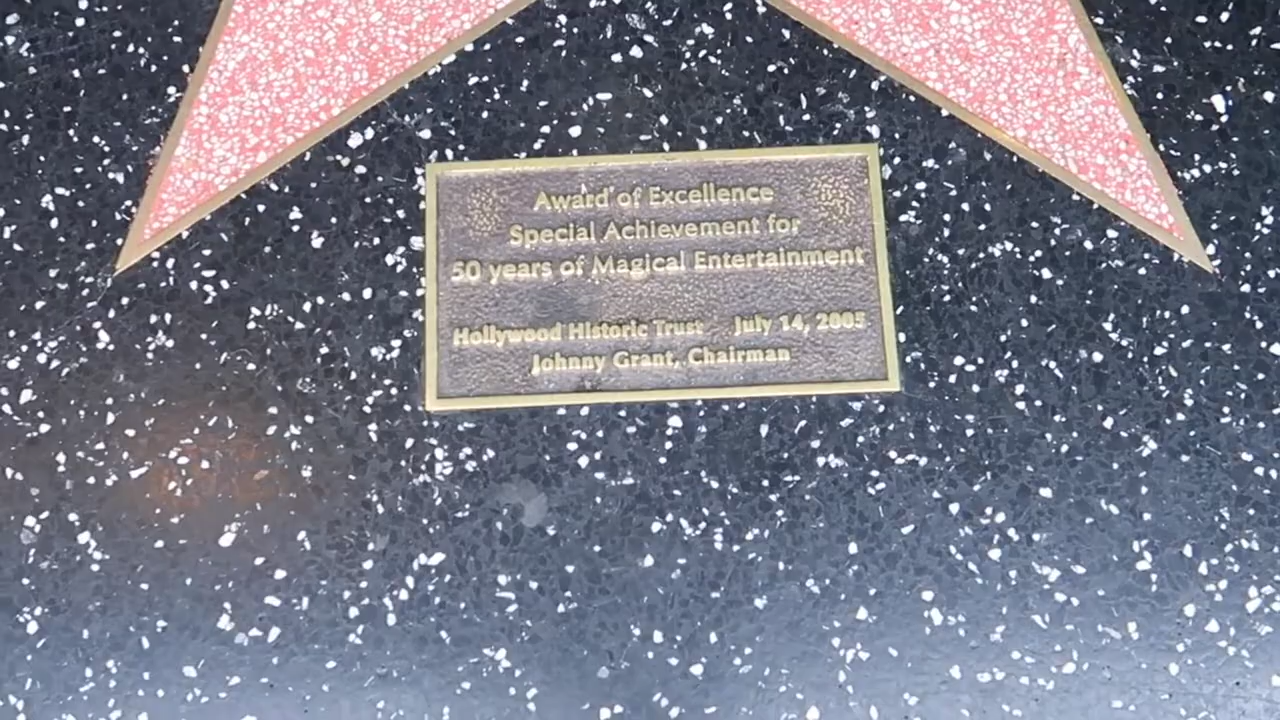 Award of Excellence
Special Achievement for
50 years of Magical Entertainment
Hollywood Historic Trust July 14, 2005
Johnny Grant, Chairman